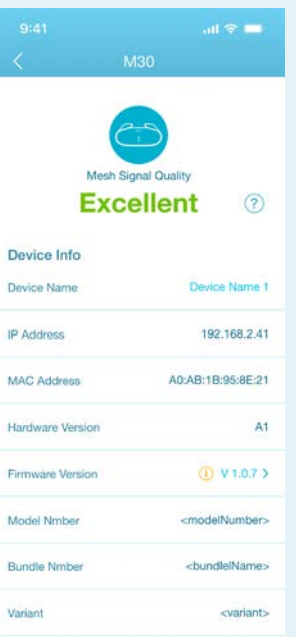 9:41
M30
Mesh Signal Quality
Excellent ?
Device Info
Device Name Device Name 1
IP Address 192.168.2.41
MAC Address A0:AB:1B:95:8E:21
Hardware Version A1
Firmware Version V 1.0.7
Model Nmber <modelNumber>
Bundle Nmber <bundlelName>
Variant <variant>